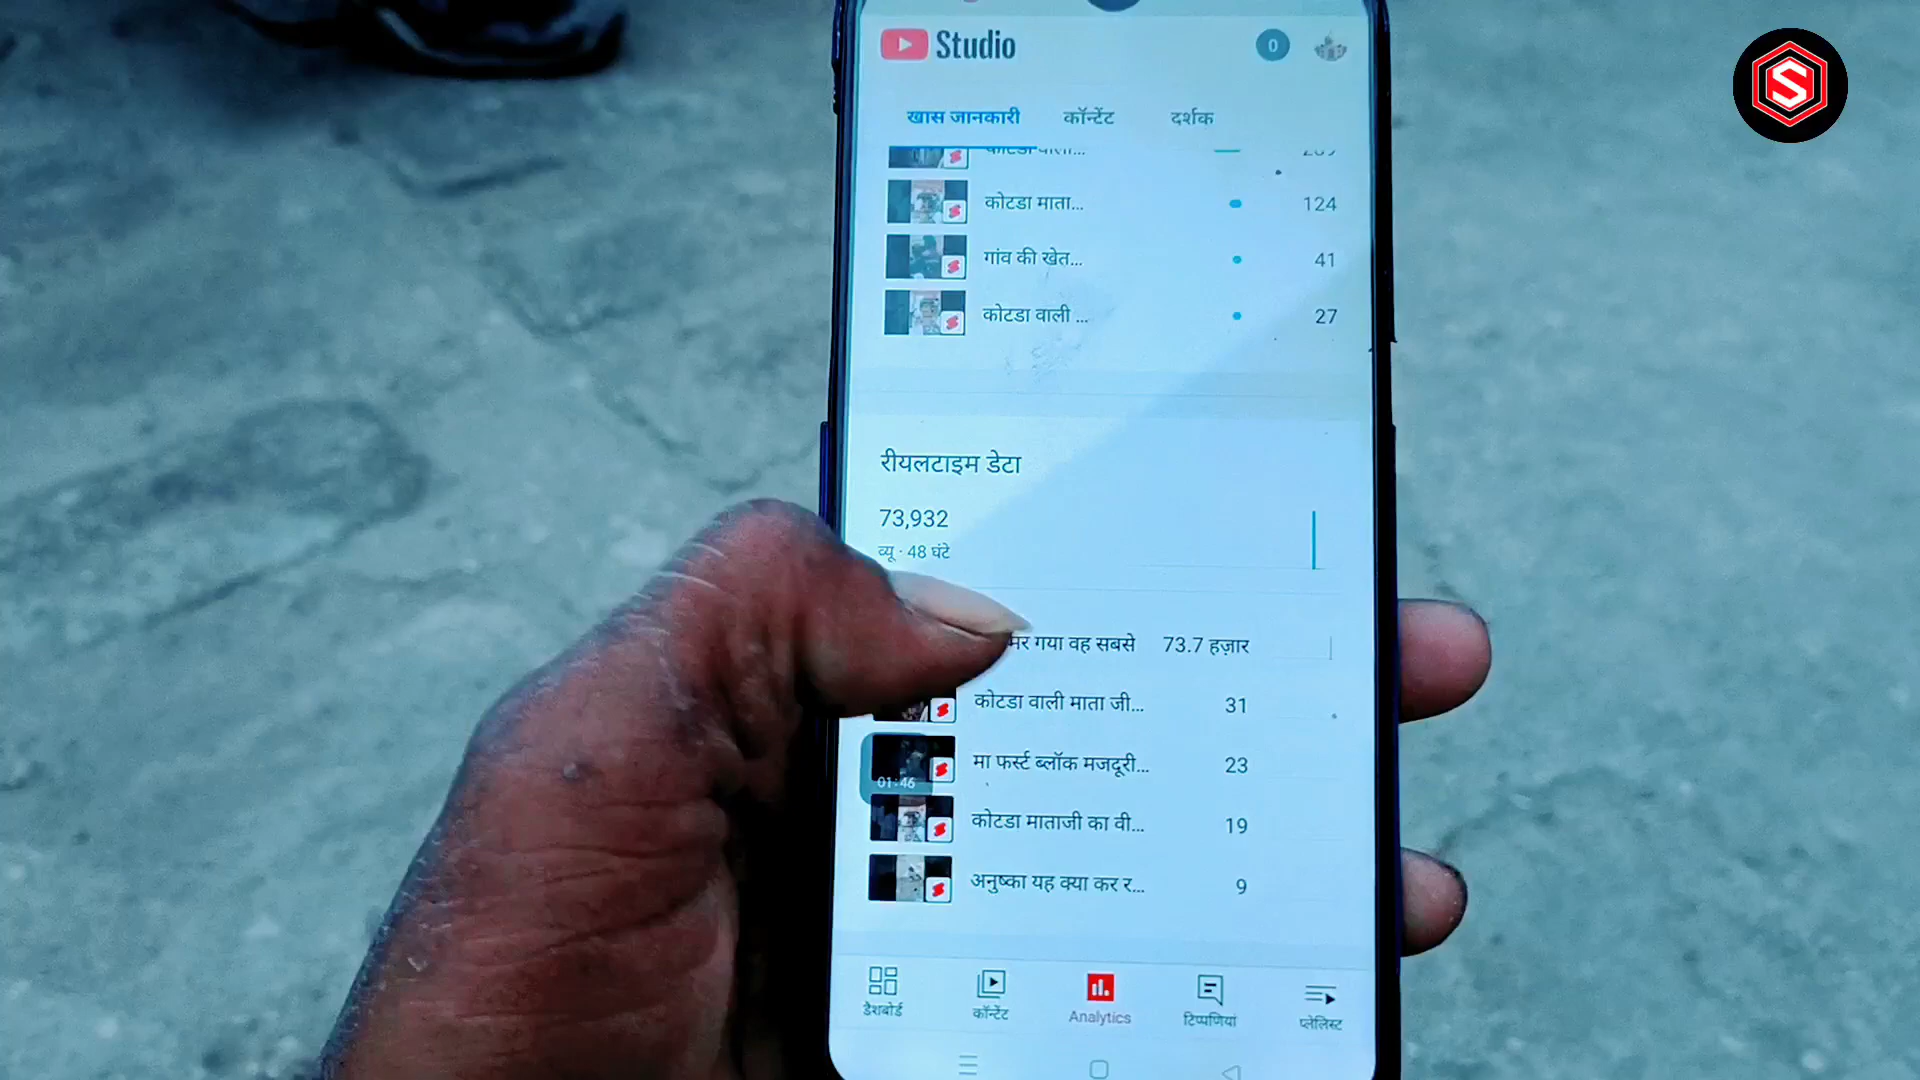 Studio
0
खास जानकारी
कॉन्टेंट
दर्शक
कोटडा माता...
124
गांव की खेत...
41
कोटडा वाली ...
27
रीयलटाइम डेटा
73,932
व्यू · 48 घंटे
मर गया वह सबसे
73.7 हज़ार
कोटडा वाली माता जी...
31
मा फर्स्ट ब्लॉक मजदूरी...
23
01:46
कोटडा माताजी का वी...
19
अनुष्का यह क्या कर र...
9
डैशबोर्ड
कॉन्टेंट
Analytics
टिप्पणियां
प्लेलिस्ट
S